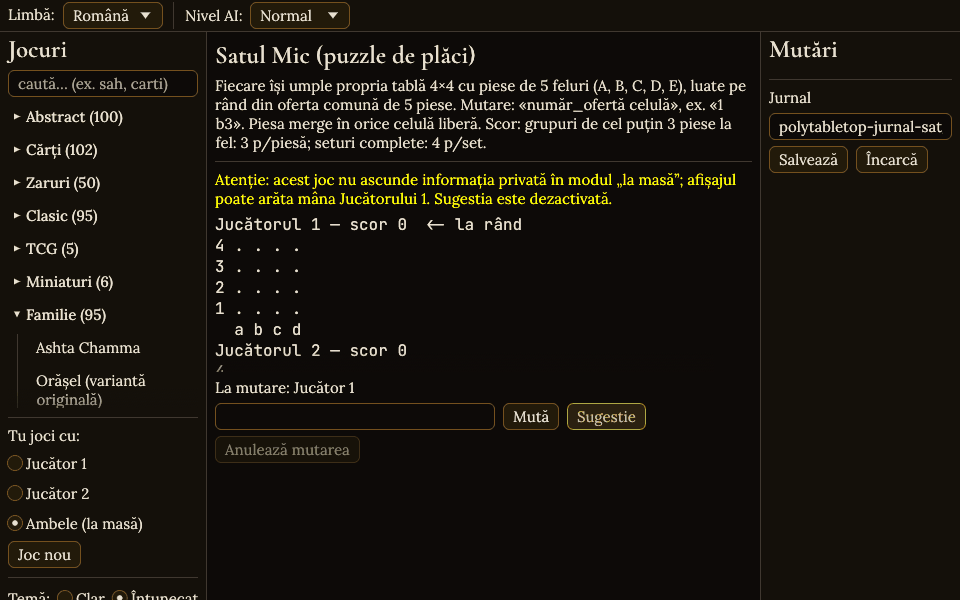 Limbă: Română ▼ Nivel AI: Normal ▼
Jocuri
caută... (ex. sah, carti)
▸ Abstract (100)
▸ Cărți (102)
▸ Zaruri (50)
▸ Clasic (95)
▸ TCG (5)
▸ Miniaturi (6)
▾ Familie (95)
Ashta Chamma
Orășel (variantă
originală)
Tu joci cu:
Jucător 1
Jucător 2
Ambele (la masă)
Joc nou
Temă: Clar Întunecat
Satul Mic (puzzle de plăci)
Fiecare își umple propria tablă 4×4 cu piese de 5 feluri (A, B, C, D, E), luate pe
rând din oferta comună de 5 piese. Mutare: «număr_ofertă celulă», ex. «1
b3». Piesa merge în orice celulă liberă. Scor: grupuri de cel puțin 3 piese la
fel: 3 p/piesă; seturi complete: 4 p/set.
Atenție: acest joc nu ascunde informația privată în modul „la masă”; afișajul
poate arăta mâna Jucătorului 1. Sugestia este dezactivată.
Jucătorul 1 — scor 0 ← la rând
4 . . . .
3 . . . .
2 . . . .
1 . . . .
a b c d
Jucătorul 2 — scor 0
La mutare: Jucător 1
Mută Sugestie
Anulează mutarea
Mutări
Jurnal
polytabletop-jurnal-sat
Salvează Încarcă